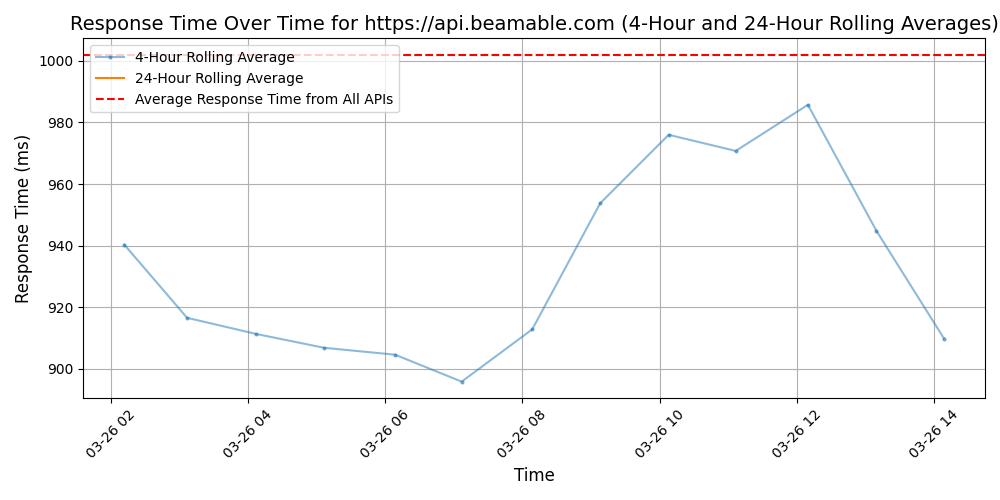 Response Time Over Time for https://api.beamable.com (4-Hour and 24-Hour Rolling Averages)
4-Hour Rolling Average
24-Hour Rolling Average
Average Response Time from All APIs
Response Time (ms)
1000
980
960
940
920
900
03-26 02
03-26 04
03-26 06
03-26 08
03-26 10
03-26 12
03-26 14
Time